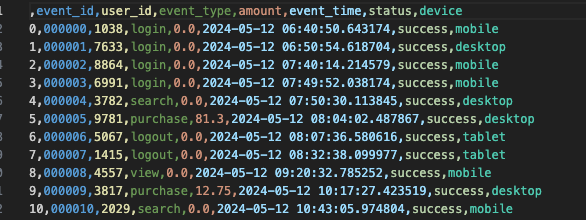 ,event_id,user_id,event_type,amount,event_time,status,device
0,000000,1038,login,0.0,2024-05-12 06:40:50.643174,success,mobile
1,000001,7633,login,0.0,2024-05-12 06:50:54.618704,success,desktop
2,000002,8864,login,0.0,2024-05-12 07:40:14.214579,success,mobile
3,000003,6991,login,0.0,2024-05-12 07:49:52.038174,success,mobile
4,000004,3782,search,0.0,2024-05-12 07:50:30.113845,success,desktop
5,000005,9781,purchase,81.3,2024-05-12 08:04:02.487867,success,desktop
6,000006,5067,logout,0.0,2024-05-12 08:07:36.580616,success,tablet
7,000007,1415,logout,0.0,2024-05-12 08:32:38.099977,success,tablet
8,000008,4557,view,0.0,2024-05-12 09:20:32.785252,success,mobile
9,000009,3817,purchase,12.75,2024-05-12 10:17:27.423519,success,desktop
10,000010,2029,search,0.0,2024-05-12 10:43:05.974804,success,mobile